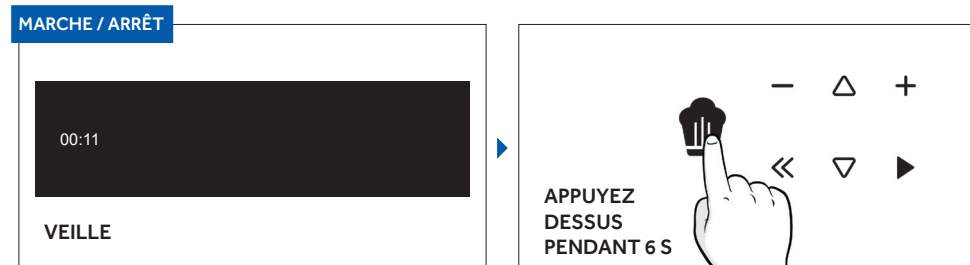 MARCHE / ARRÊT
00:11
VEILLE
APPUYEZ
DESSUS
PENDANT 6 S